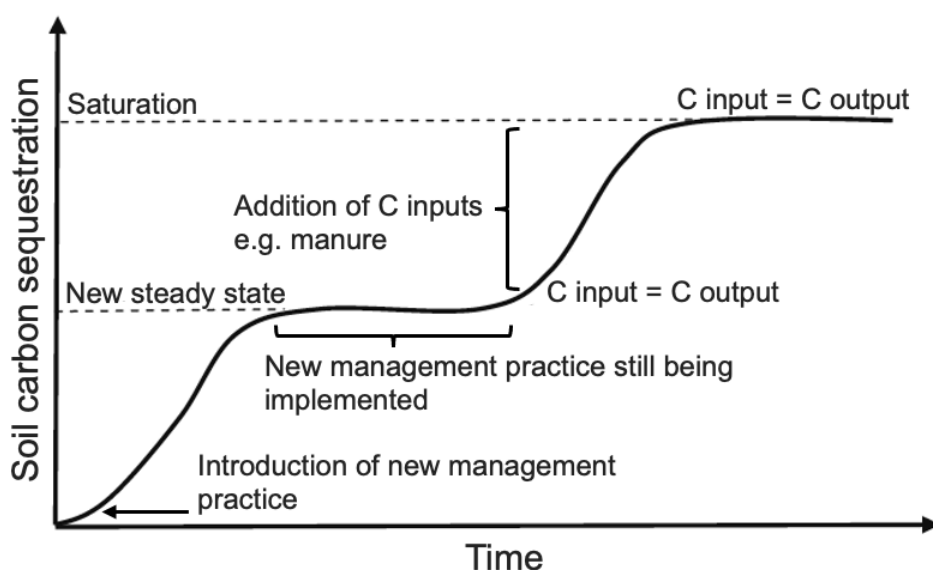 Soil carbon sequestration
Saturation
C input = C output
Addition of C inputs
e.g. manure
New steady state
C input = C output
New management practice still being
implemented
Introduction of new management
practice
Time